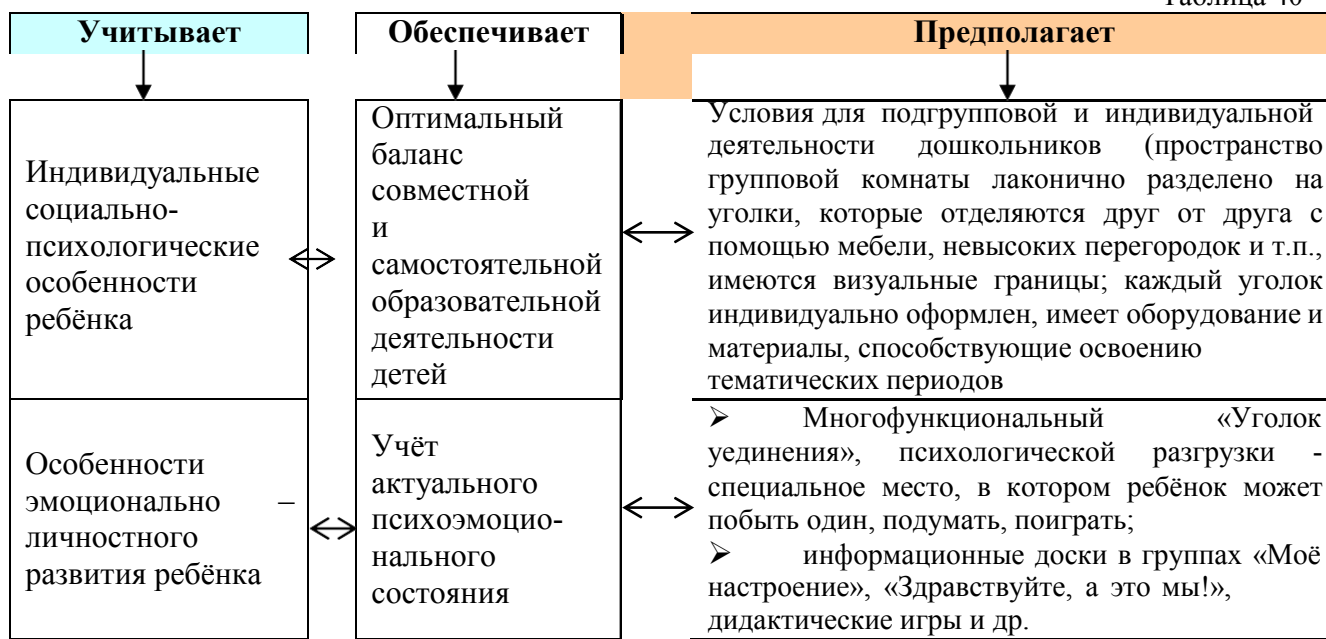 Учитывает
Обеспечивает
Предполагает
Индивидуальные
социально-
психологические
особенности
ребёнка
Оптимальный
баланс
совместной
и
самостоятельной
образовательной
деятельности
детей
Условия для подгрупповой и индивидуальной
деятельности дошкольников (пространство
групповой комнаты лаконично разделено на
уголки, которые отделяются друг от друга с
помощью мебели, невысоких перегородок и т.п.,
имеются визуальные границы; каждый уголок
индивидуально оформлен, имеет оборудование и
материалы, способствующие освоению
тематических периодов
Особенности
эмоционально –
личностного
развития ребёнка
Учёт
актуального
психоэмоцио-
нального
состояния
➢ Многофункциональный «Уголок
уединения», психологической разгрузки -
специальное место, в котором ребёнок может
побыть один, подумать, поиграть;
➢ информационные доски в группах «Моё
настроение», «Здравствуйте, а это мы!»,
дидактические игры и др.